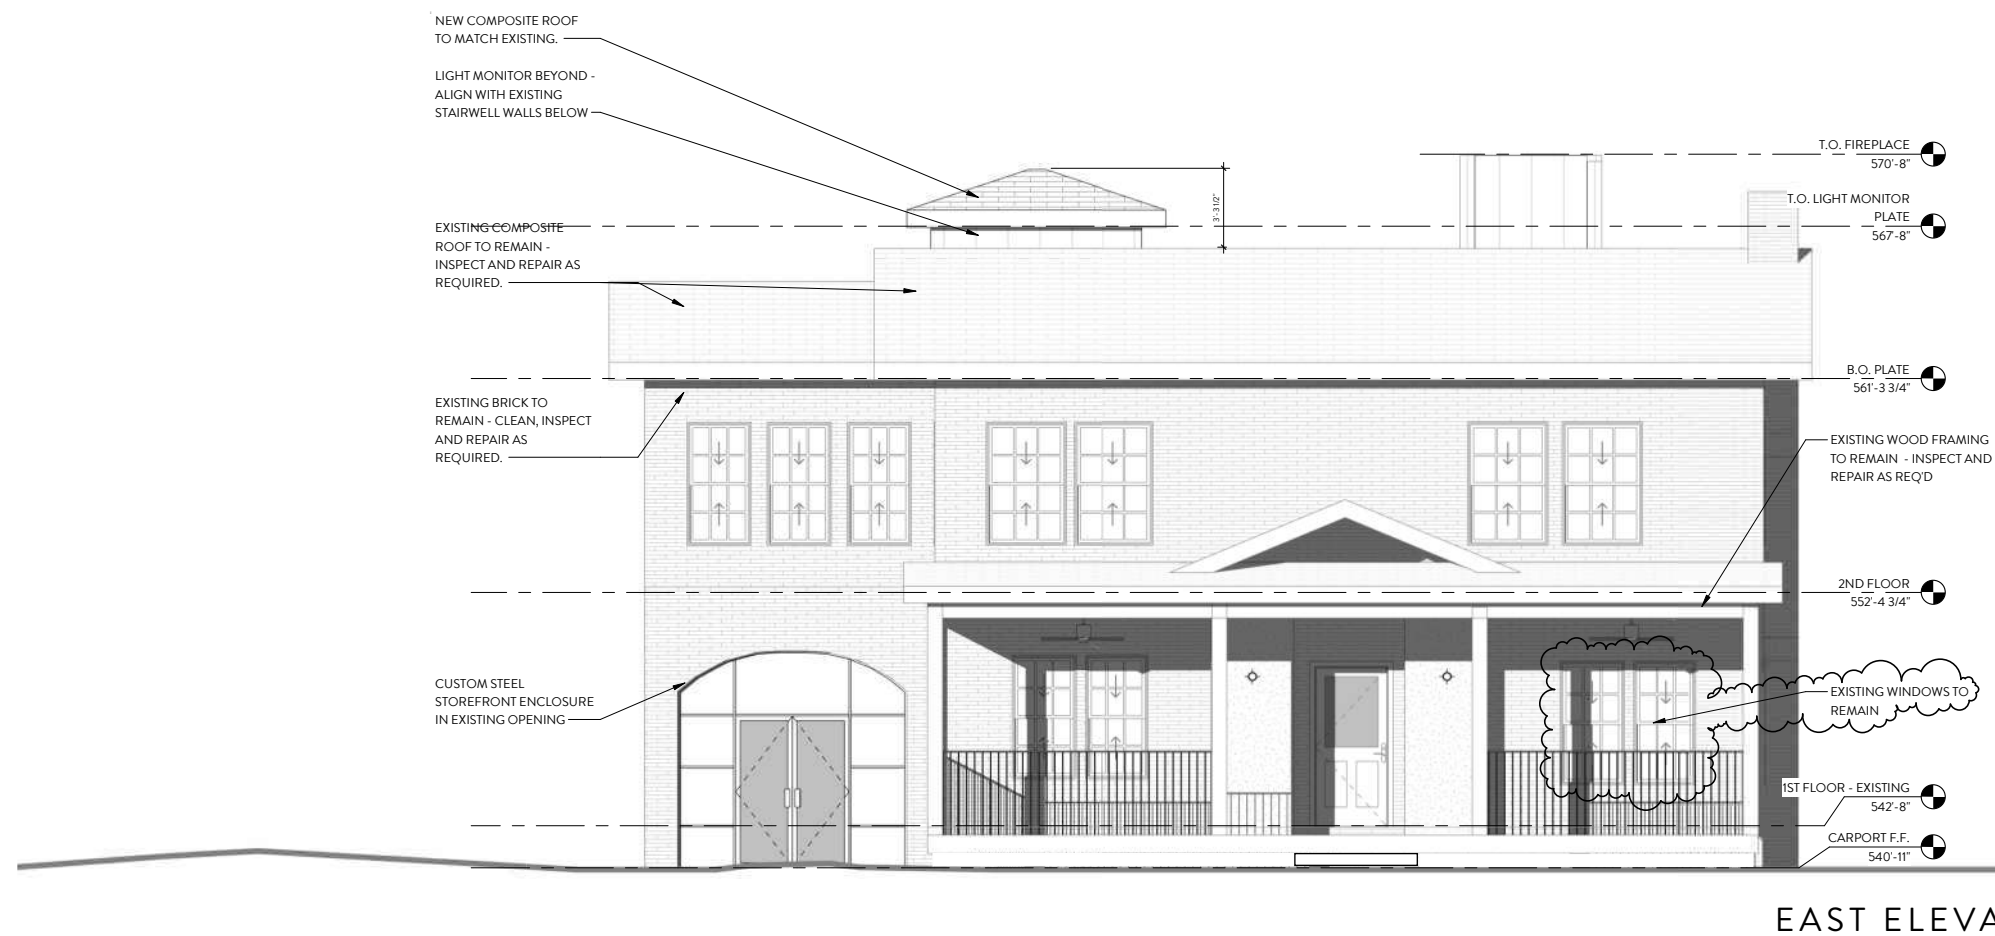 NEW COMPOSITE ROOF
TO MATCH EXISTING.
LIGHT MONITOR BEYOND -
ALIGN WITH EXISTING
STAIRWELL WALLS BELOW
EXISTING COMPOSITE
ROOF TO REMAIN -
INSPECT AND REPAIR AS
REQUIRED.
EXISTING BRICK TO
REMAIN - CLEAN, INSPECT
AND REPAIR AS
REQUIRED.
CUSTOM STEEL
STOREFRONT ENCLOSURE
IN EXISTING OPENING
3'-3 1/2"
T.O. FIREPLACE
570'-8"
T.O. LIGHT MONITOR
PLATE
567'-8"
B.O. PLATE
561'-3 3/4"
EXISTING WOOD FRAMING
TO REMAIN - INSPECT AND
REPAIR AS REQ'D
2ND FLOOR
552'-4 3/4"
EXISTING WINDOWS TO
REMAIN
1ST FLOOR - EXISTING
542'-8"
CARPORT F.F.
540'-11"
EAST ELEVA